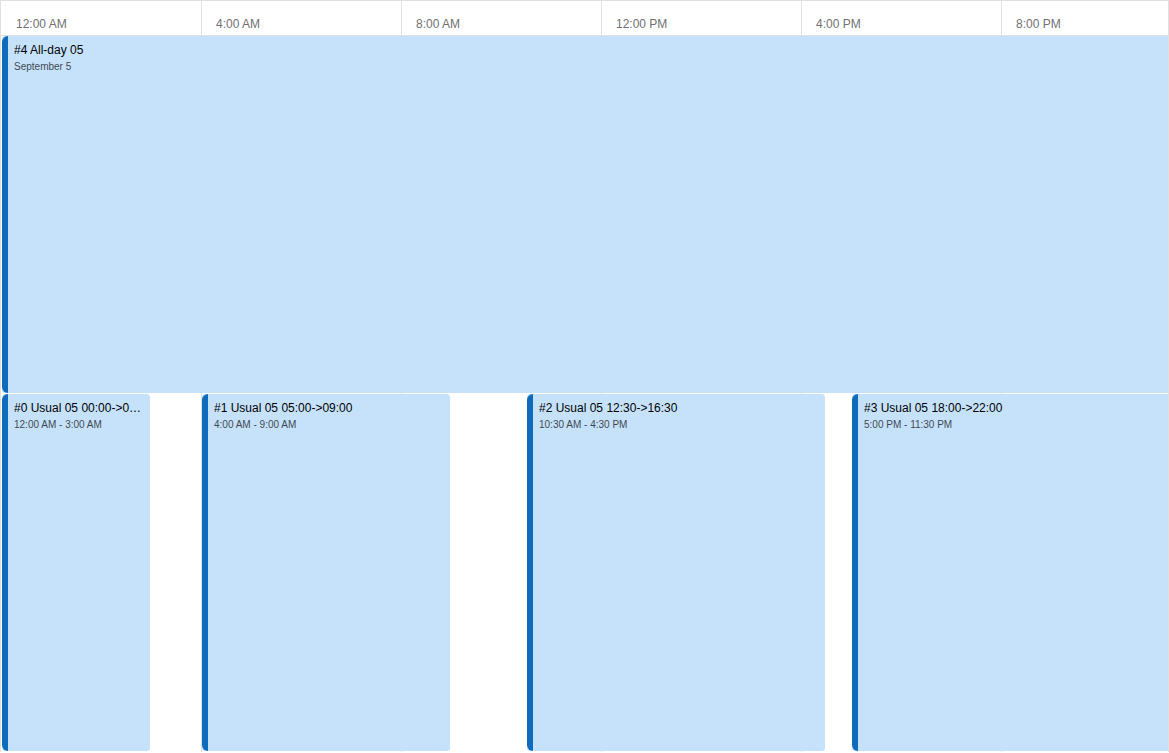 12:00 AM
4:00 AM
8:00 AM
12:00 PM
4:00 PM
8:00 PM
#4 All-day 05
September 5
#0 Usual 05 00:00->0…
12:00 AM - 3:00 AM
#1 Usual 05 05:00->09:00
4:00 AM - 9:00 AM
#2 Usual 05 12:30->16:30
10:30 AM - 4:30 PM
#3 Usual 05 18:00->22:00
5:00 PM - 11:30 PM